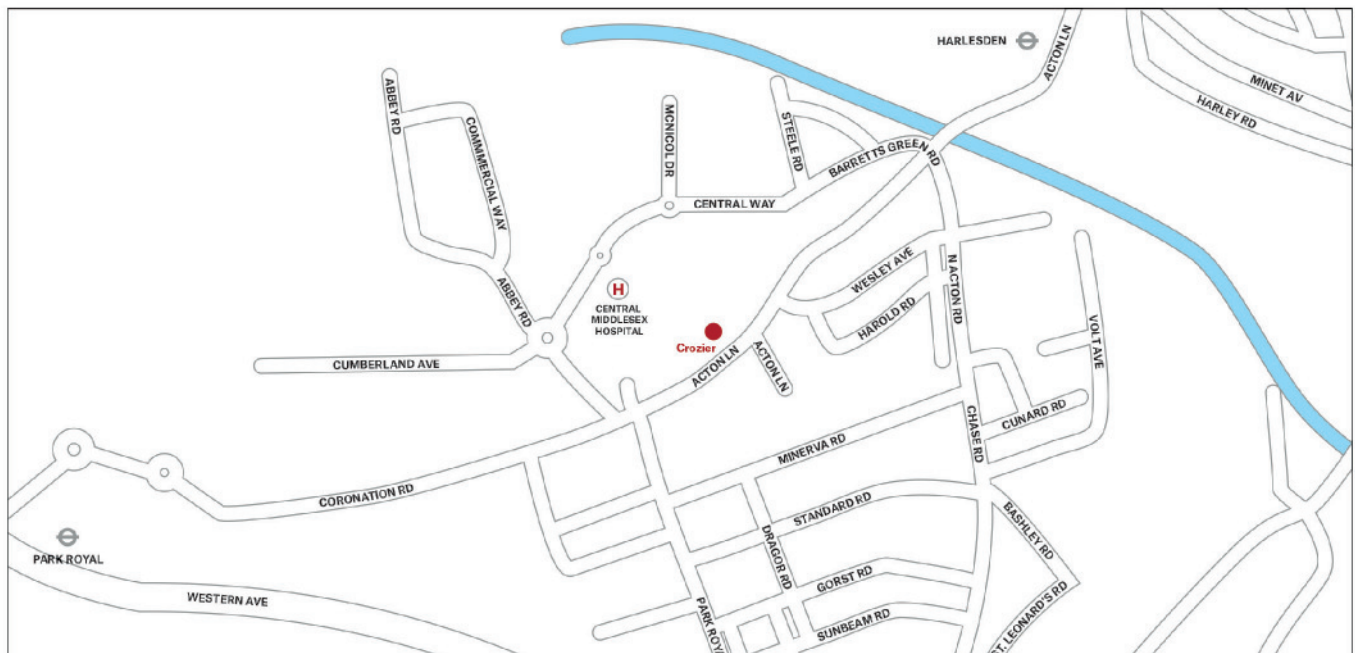 HARLESDEN
ACTON LN
MINET AV
HARLEY RD
ABBEY RD
COMMMERCIAL WAY
MCNICOL DR
STEELE RD
BARRETTS GREEN RD
CENTRAL WAY
ABBEY RD
H
CENTRAL
MIDDLESEX
HOSPITAL
WESLEY AVE
N ACTON RD
HAROLD RD
VOLT AVE
Crozier
ACTON LN
ACTON LN
CUMBERLAND AVE
CUNARD RD
CHASE RD
MINERVA RD
CORONATION RD
STANDARD RD
BASHLEY RD
DRAGOR RD
PARK ROYAL
GORST RD
WESTERN AVE
PARK ROYA
SUNBEAM RD
ST. LEONARD'S RD